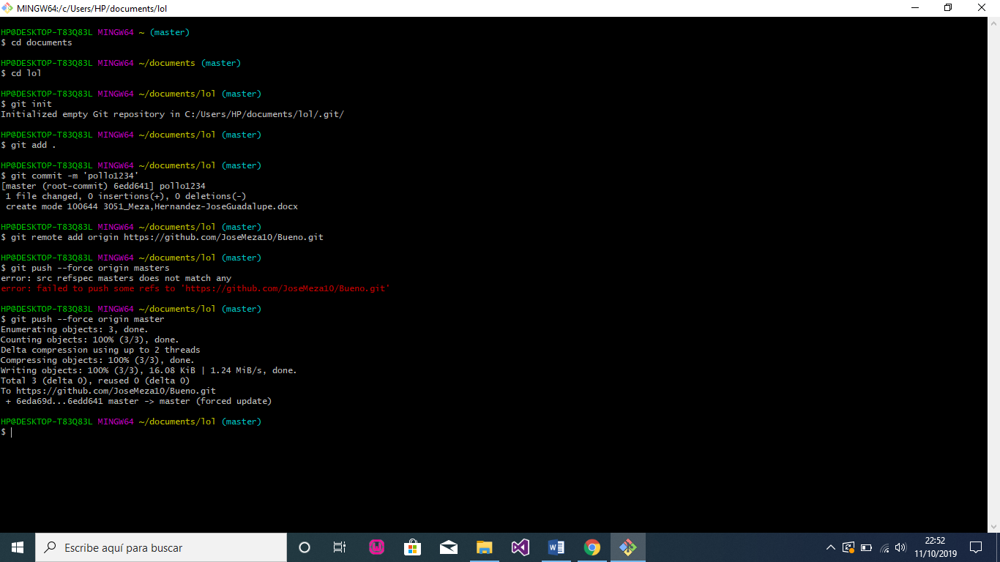 MINGW64:/c/Users/HP/documents/lol
HP@DESKTOP-T83Q83L MINGW64 ~ (master)
$ cd documents
HP@DESKTOP-T83Q83L MINGW64 ~/documents (master)
$ cd lol
HP@DESKTOP-T83Q83L MINGW64 ~/documents/lol (master)
$ git init
Initialized empty Git repository in C:/Users/HP/documents/lol/.git/
HP@DESKTOP-T83Q83L MINGW64 ~/documents/lol (master)
$ git add .
HP@DESKTOP-T83Q83L MINGW64 ~/documents/lol (master)
$ git commit -m 'pollo1234'
[master (root-commit) 6edd641] pollo1234
1 file changed, 0 insertions(+), 0 deletions(-)
create mode 100644 3051_Meza,Hernandez-JoseGuadalupe.docx
HP@DESKTOP-T83Q83L MINGW64 ~/documents/lol (master)
$ git remote add origin https://github.com/JoseMeza10/Bueno.git
HP@DESKTOP-T83Q83L MINGW64 ~/documents/lol (master)
$ git push --force origin masters
error: src refspec masters does not match any
error: failed to push some refs to 'https://github.com/JoseMeza10/Bueno.git'
HP@DESKTOP-T83Q83L MINGW64 ~/documents/lol (master)
$ git push --force origin master
Enumerating objects: 3, done.
Counting objects: 100% (3/3), done.
Delta compression using up to 2 threads
Compressing objects: 100% (3/3), done.
Writing objects: 100% (3/3), 16.08 KiB | 1.24 MiB/s, done.
Total 3 (delta 0), reused 0 (delta 0)
To https://github.com/JoseMeza10/Bueno.git
+ 6eda69d...6edd641 master -> master (forced update)
HP@DESKTOP-T83Q83L MINGW64 ~/documents/lol (master)
$
Escribe aquí para buscar
22:52
11/10/2019